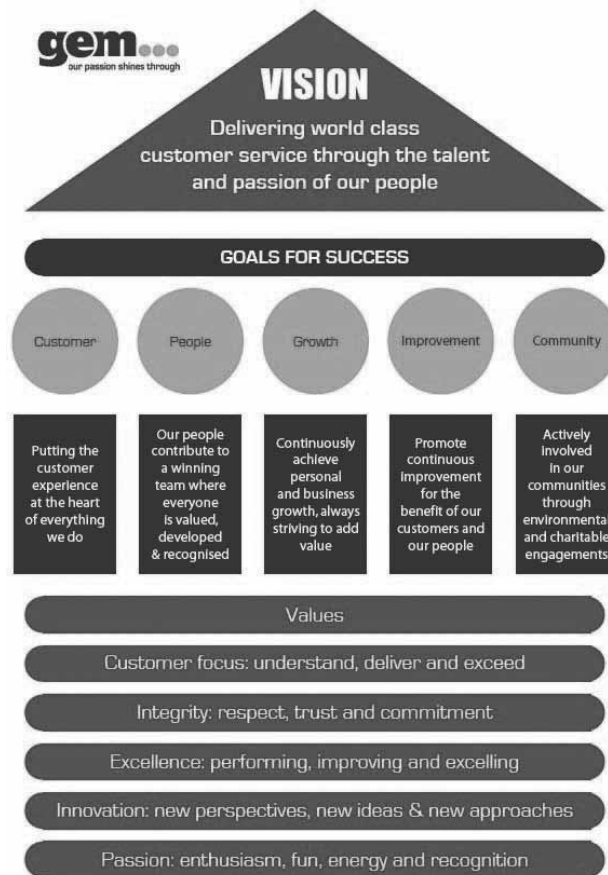 gem...
our passion shines through
VISION
Delivering world class
customer service through the talent
and passion of our people
GOALS FOR SUCCESS
Customer
People
Growth
Improvement
Community
Putting the
customer
experience
at the heart
of everything
we do
Our people
contribute to
a winning
team where
everyone
is valued,
developed
& recognised
Continuously
achieve
personal
and business
growth, always
striving to add
value
Promote
continuous
improvement
for the
benefit of our
customers and
our people
Actively
involved
in our
communities
through
environmental
and charitable
engagements
Values
Customer focus: understand, deliver and exceed
Integrity: respect, trust and commitment
Excellence: performing, improving and excelling
Innovation: new perspectives, new ideas & new approaches
Passion: enthusiasm, fun, energy and recognition